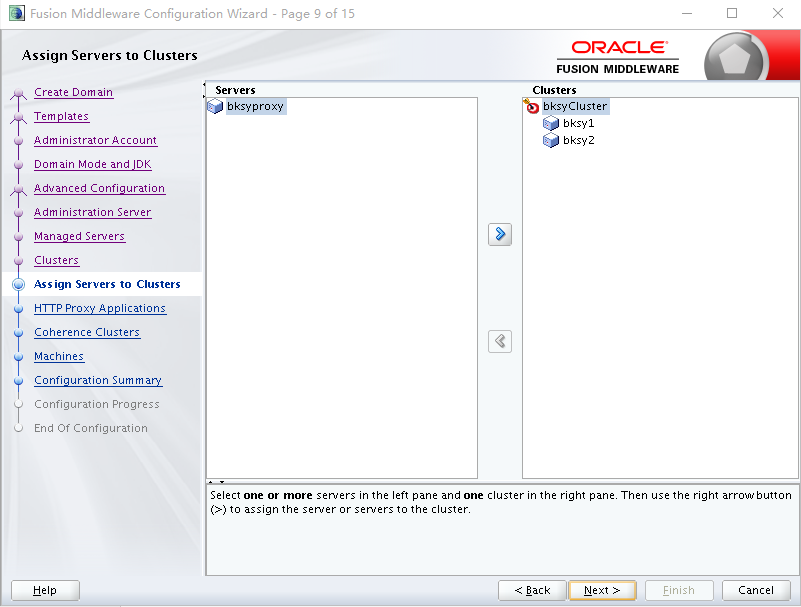 Fusion Middleware Configuration Wizard - Page 9 of 15
Assign Servers to Clusters
ORACLE
FUSION MIDDLEWARE
Create Domain
Templates
Administrator Account
Domain Mode and JDK
Advanced Configuration
Administration Server
Managed Servers
Clusters
Assign Servers to Clusters
HTTP Proxy Applications
Coherence Clusters
Machines
Configuration Summary
Configuration Progress
End Of Configuration
Servers
bksyproxy
Clusters
bksyCluster
bksy1
bksy2
Select one or more servers in the left pane and one cluster in the right pane. Then use the right arrow button
(>) to assign the server or servers to the cluster.
Help
< Back
Next >
Finish
Cancel